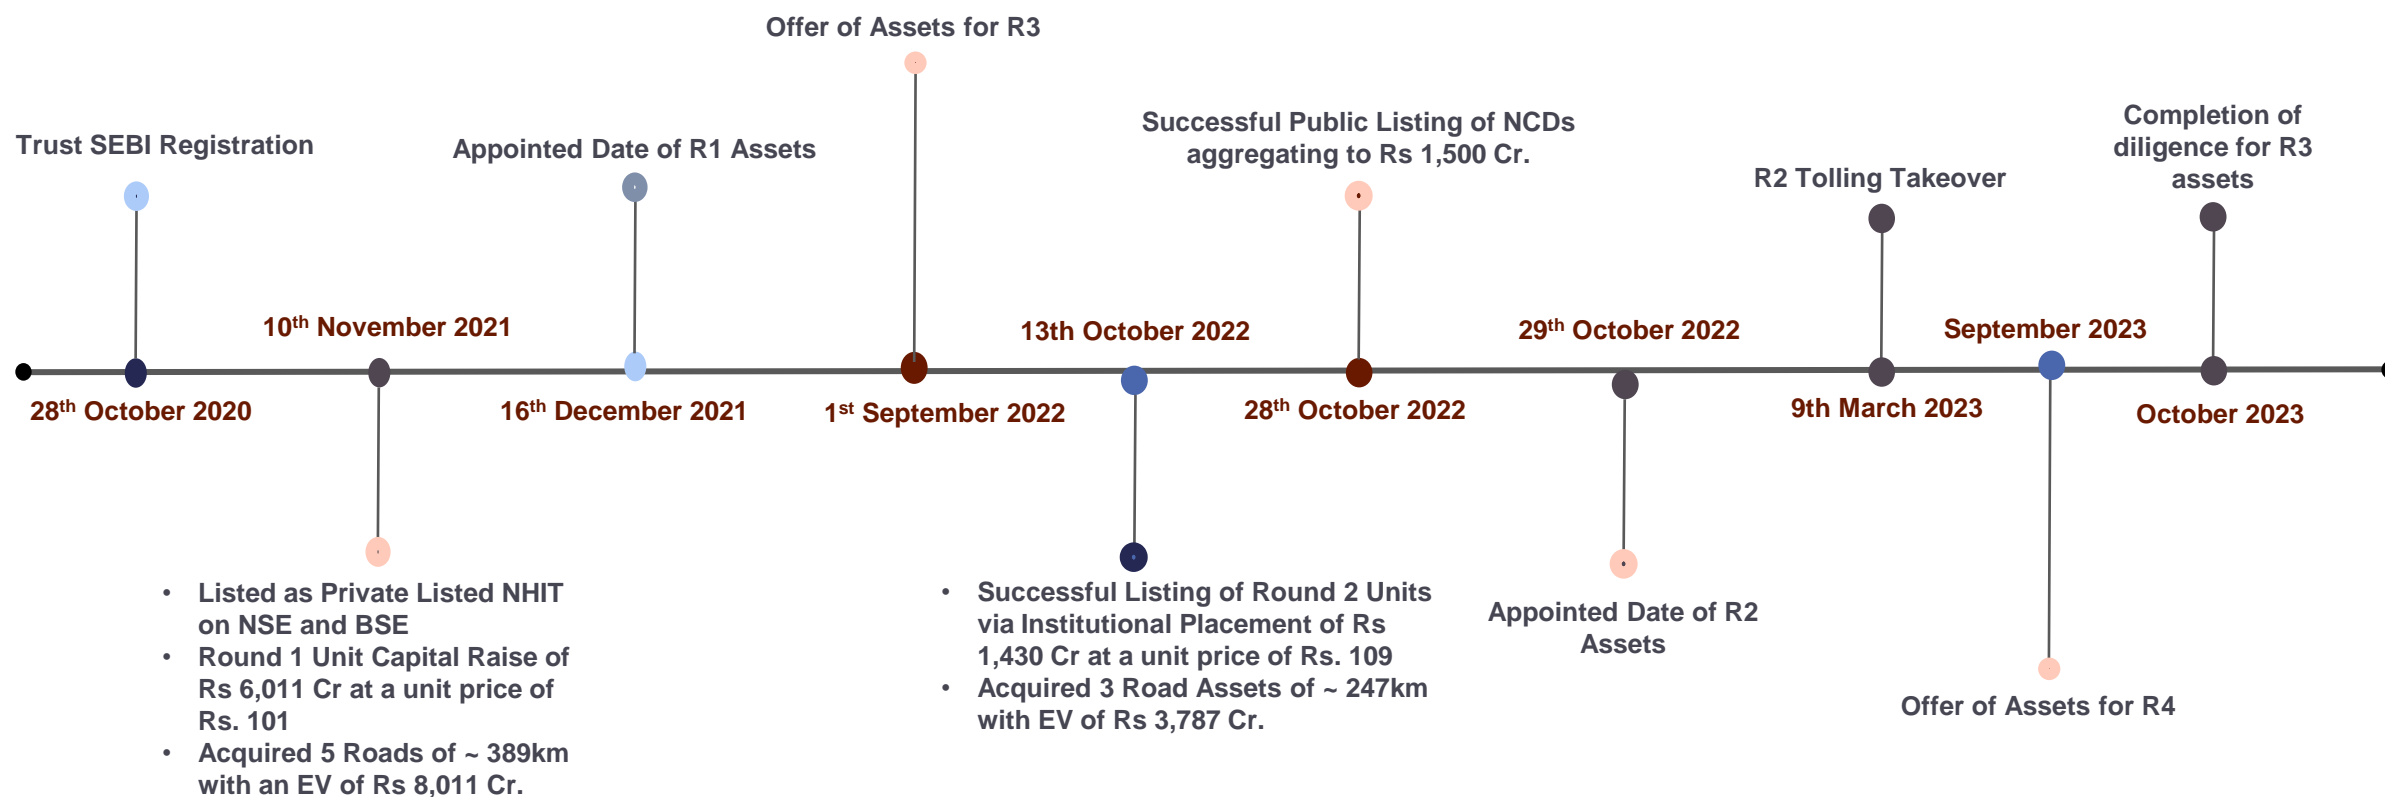 Offer of Assets for R3
Trust SEBI Registration
Appointed Date of R1 Assets
Successful Public Listing of NCDs
aggregating to Rs 1,500 Cr.
R2 Tolling Takeover
Completion of
diligence for R3
assets
10th November 2021
13th October 2022
29th October 2022
September 2023
28th October 2020
16th December 2021
1st September 2022
28th October 2022
9th March 2023
October 2023
• Listed as Private Listed NHIT
on NSE and BSE
• Round 1 Unit Capital Raise of
Rs 6,011 Cr at a unit price of
Rs. 101
• Acquired 5 Roads of ~ 389km
with an EV of Rs 8,011 Cr.
• Successful Listing of Round 2 Units
via Institutional Placement of Rs
1,430 Cr at a unit price of Rs. 109
• Acquired 3 Road Assets of ~ 247km
with EV of Rs 3,787 Cr.
Appointed Date of R2
Assets
Offer of Assets for R4